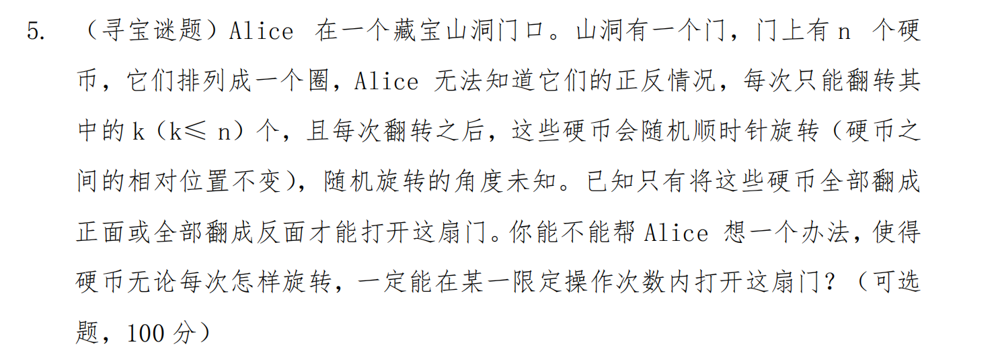 5. （寻宝谜题）Alice 在一个藏宝山洞门口。山洞有一个门，门上有 n 个硬
币，它们排列成一个圈，Alice 无法知道它们的正反情况，每次只能翻转其
中的 k（k≤ n）个，且每次翻转之后，这些硬币会随机顺时针旋转（硬币之
间的相对位置不变），随机旋转的角度未知。已知只有将这些硬币全部翻成
正面或全部翻成反面才能打开这扇门。你能不能帮 Alice 想一个办法，使得
硬币无论每次怎样旋转，一定能在某一限定操作次数内打开这扇门？（可选
题，100 分）